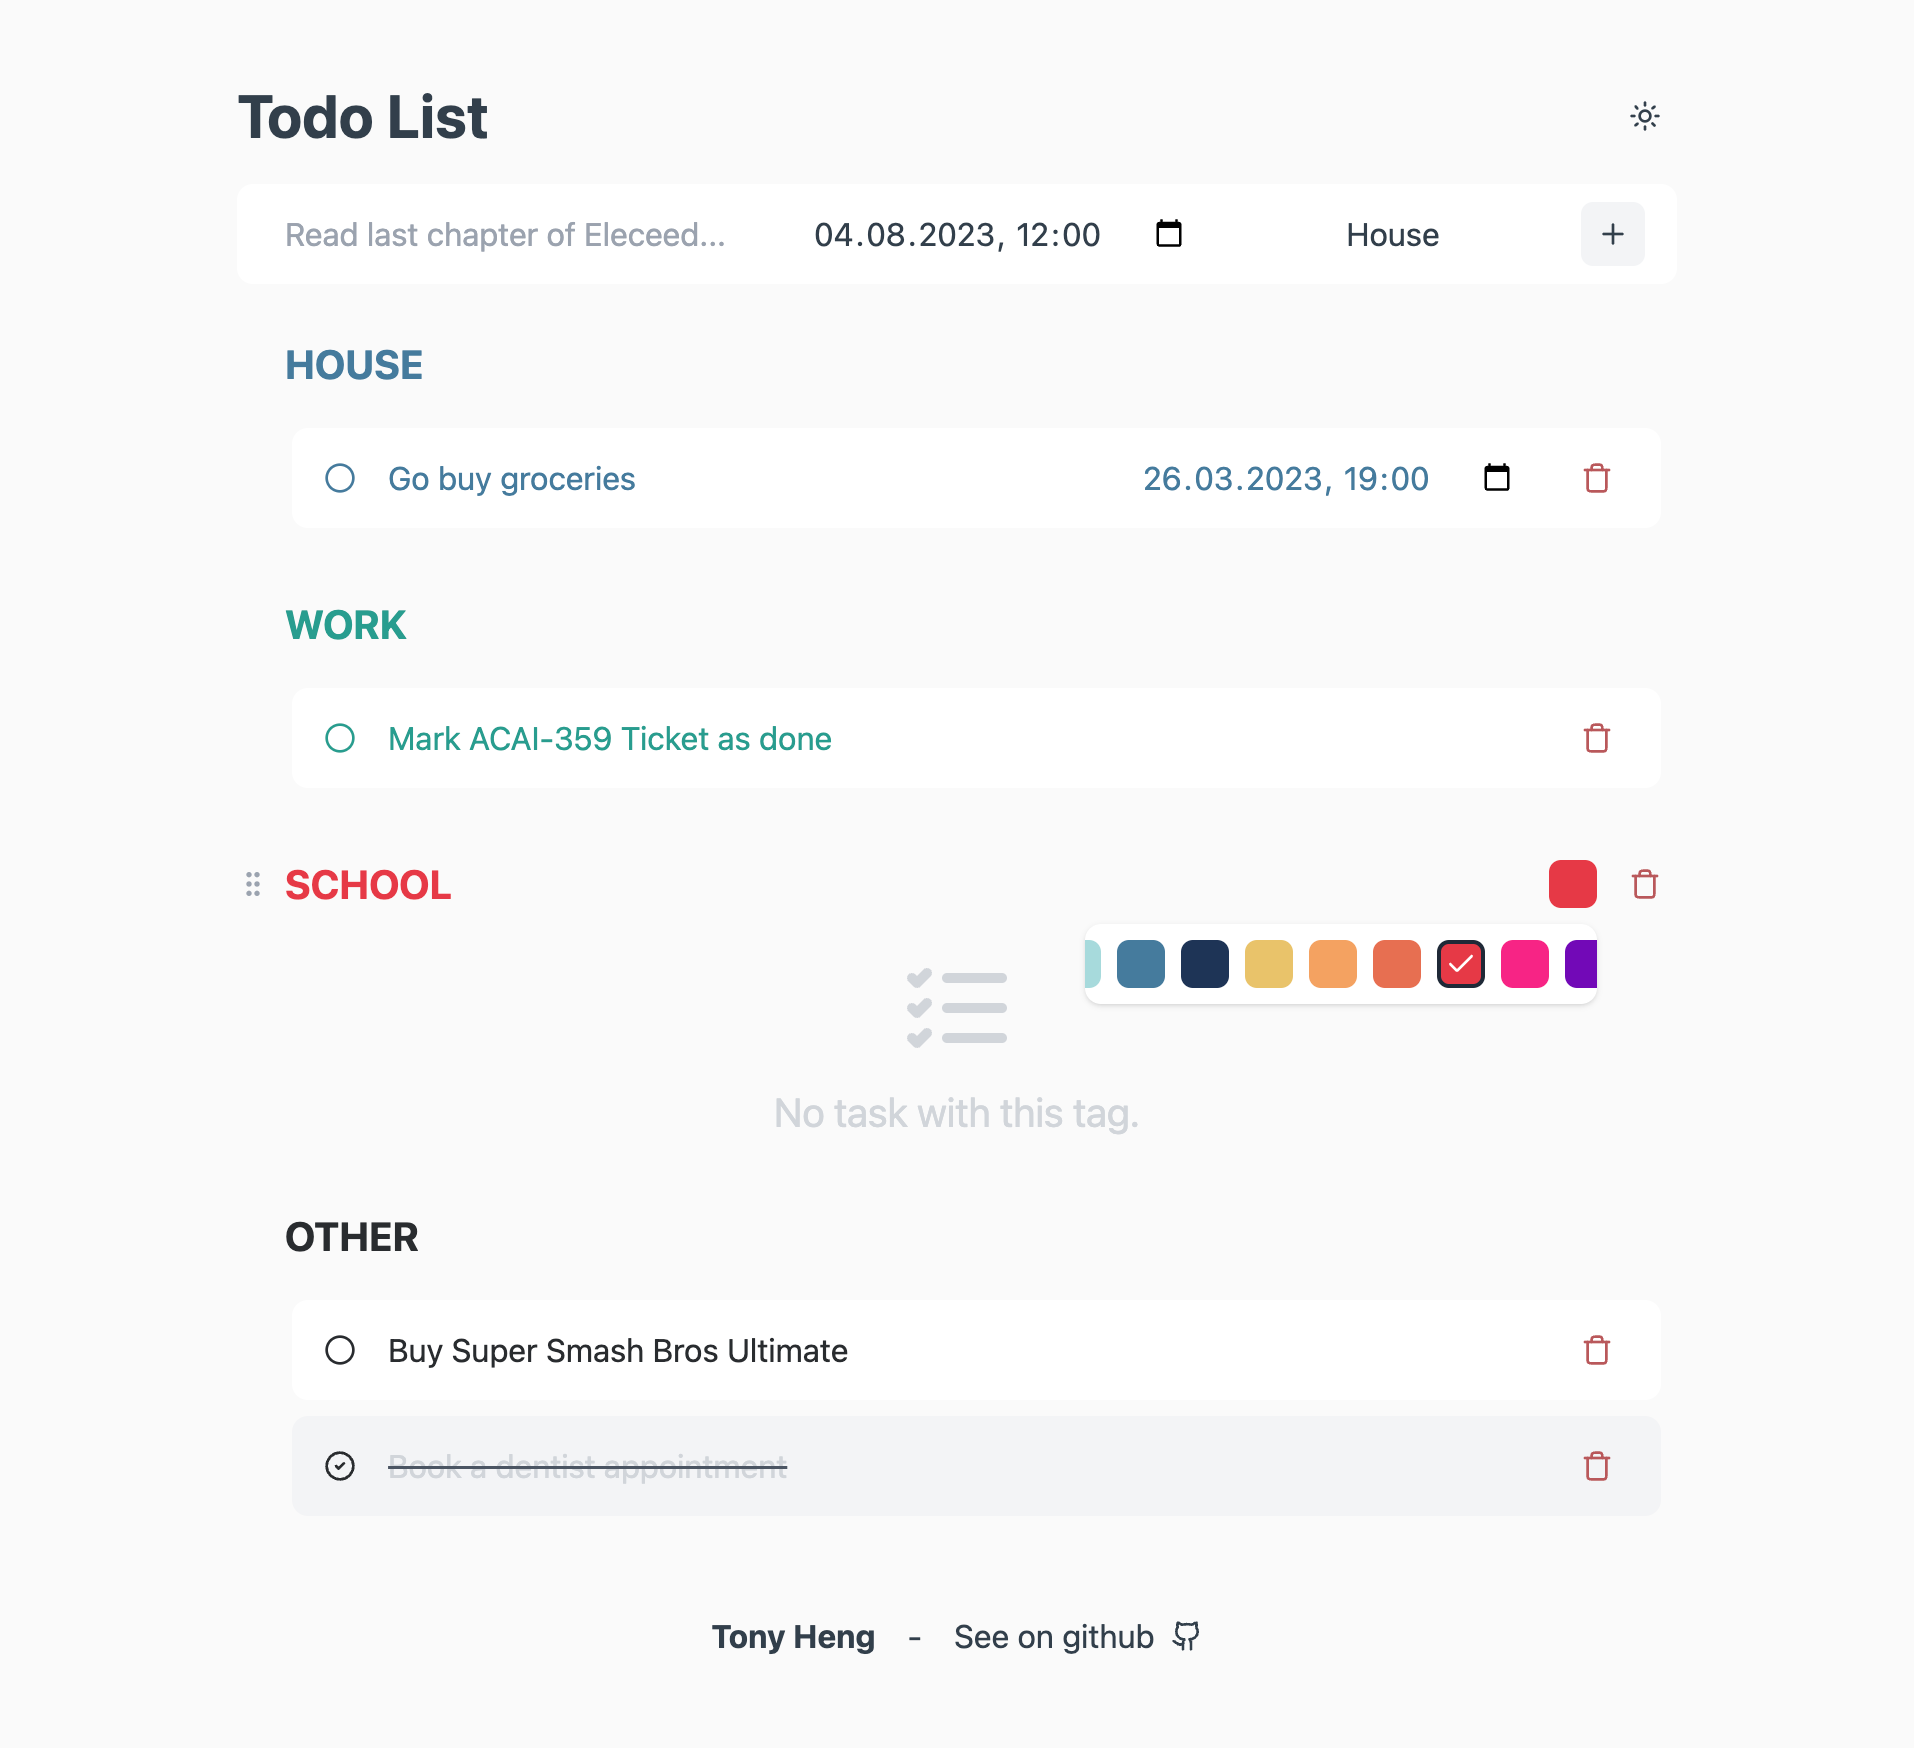 Todo List
Read last chapter of Eleceed... 04.08.2023, 12:00 House
HOUSE
Go buy groceries 26.03.2023, 19:00
WORK
Mark ACAI-359 Ticket as done
SCHOOL
No task with this tag.
OTHER
Buy Super Smash Bros Ultimate
Book a dentist appointment
Tony Heng - See on github